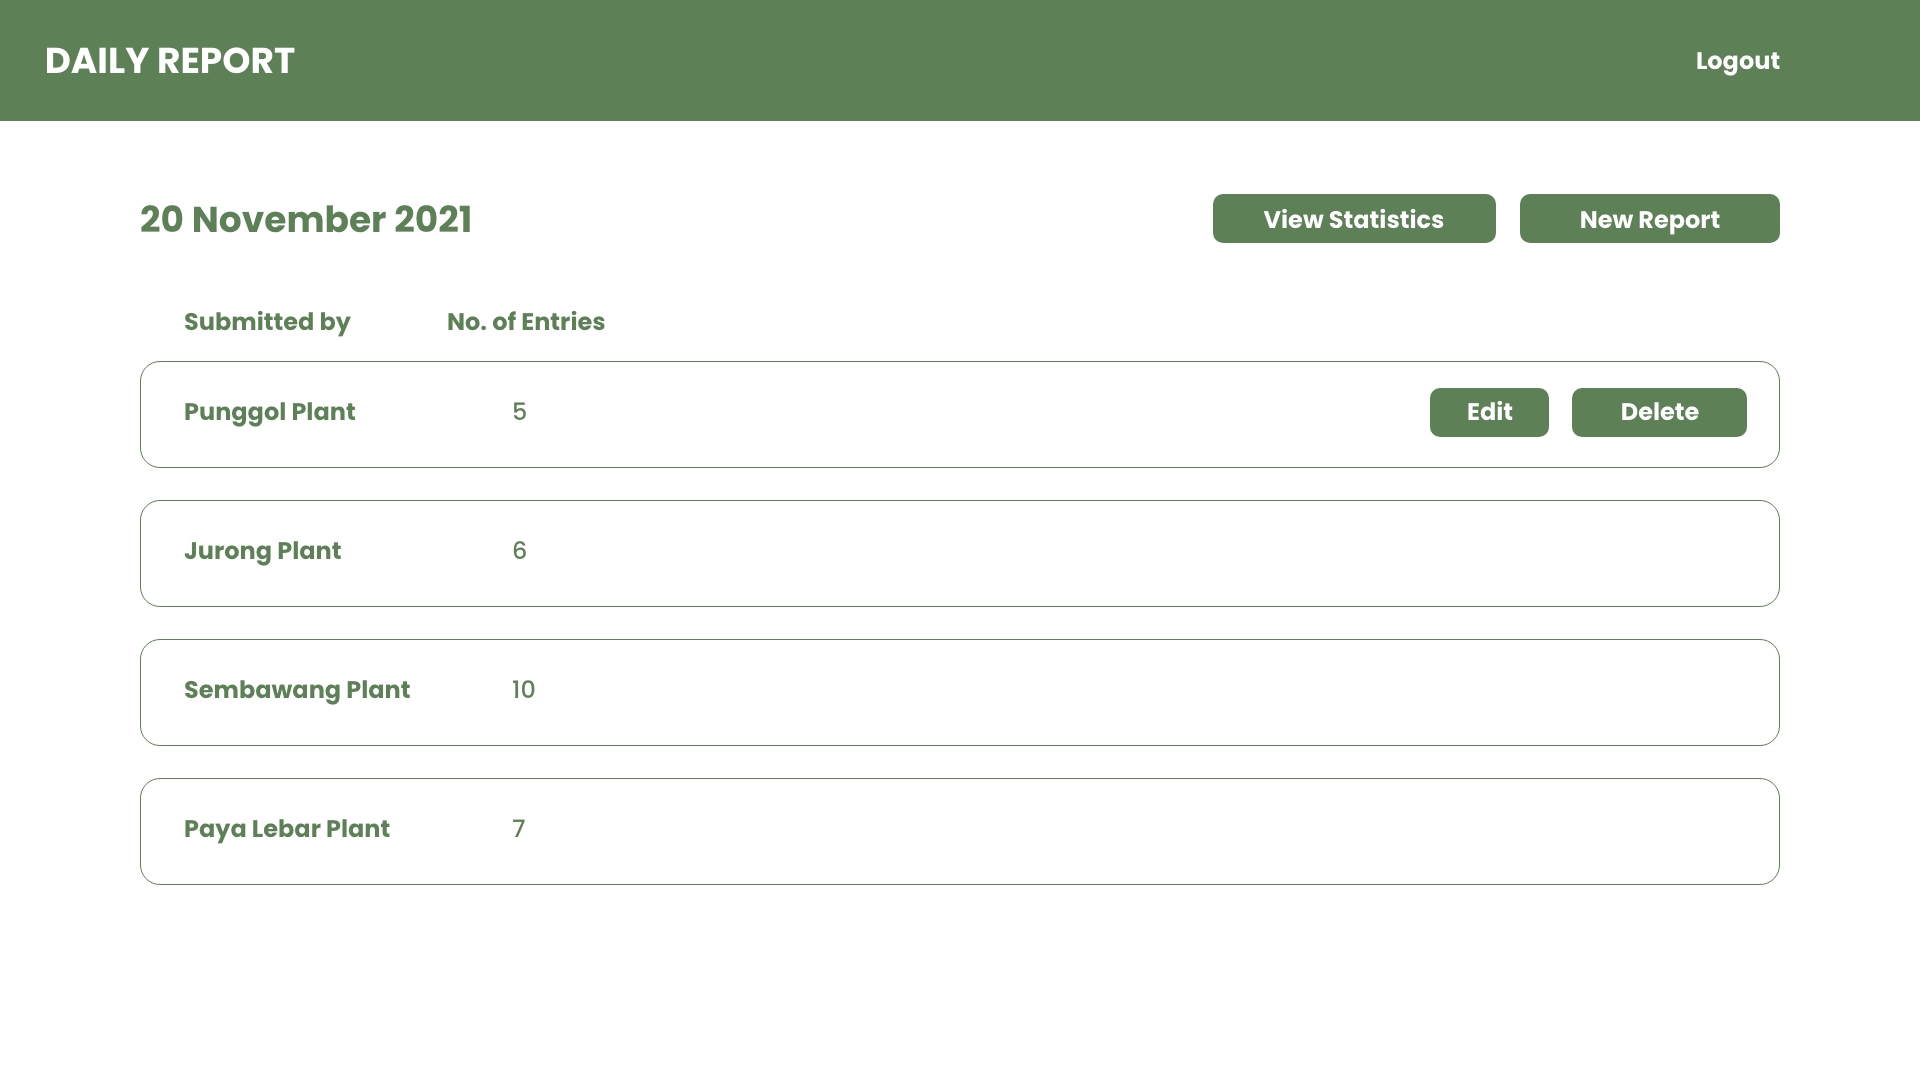 DAILY REPORT
Logout
20 November 2021
View Statistics
New Report
Submitted by
No. of Entries
Punggol Plant
5
Edit
Delete
Jurong Plant
6
Sembawang Plant
10
Paya Lebar Plant
7